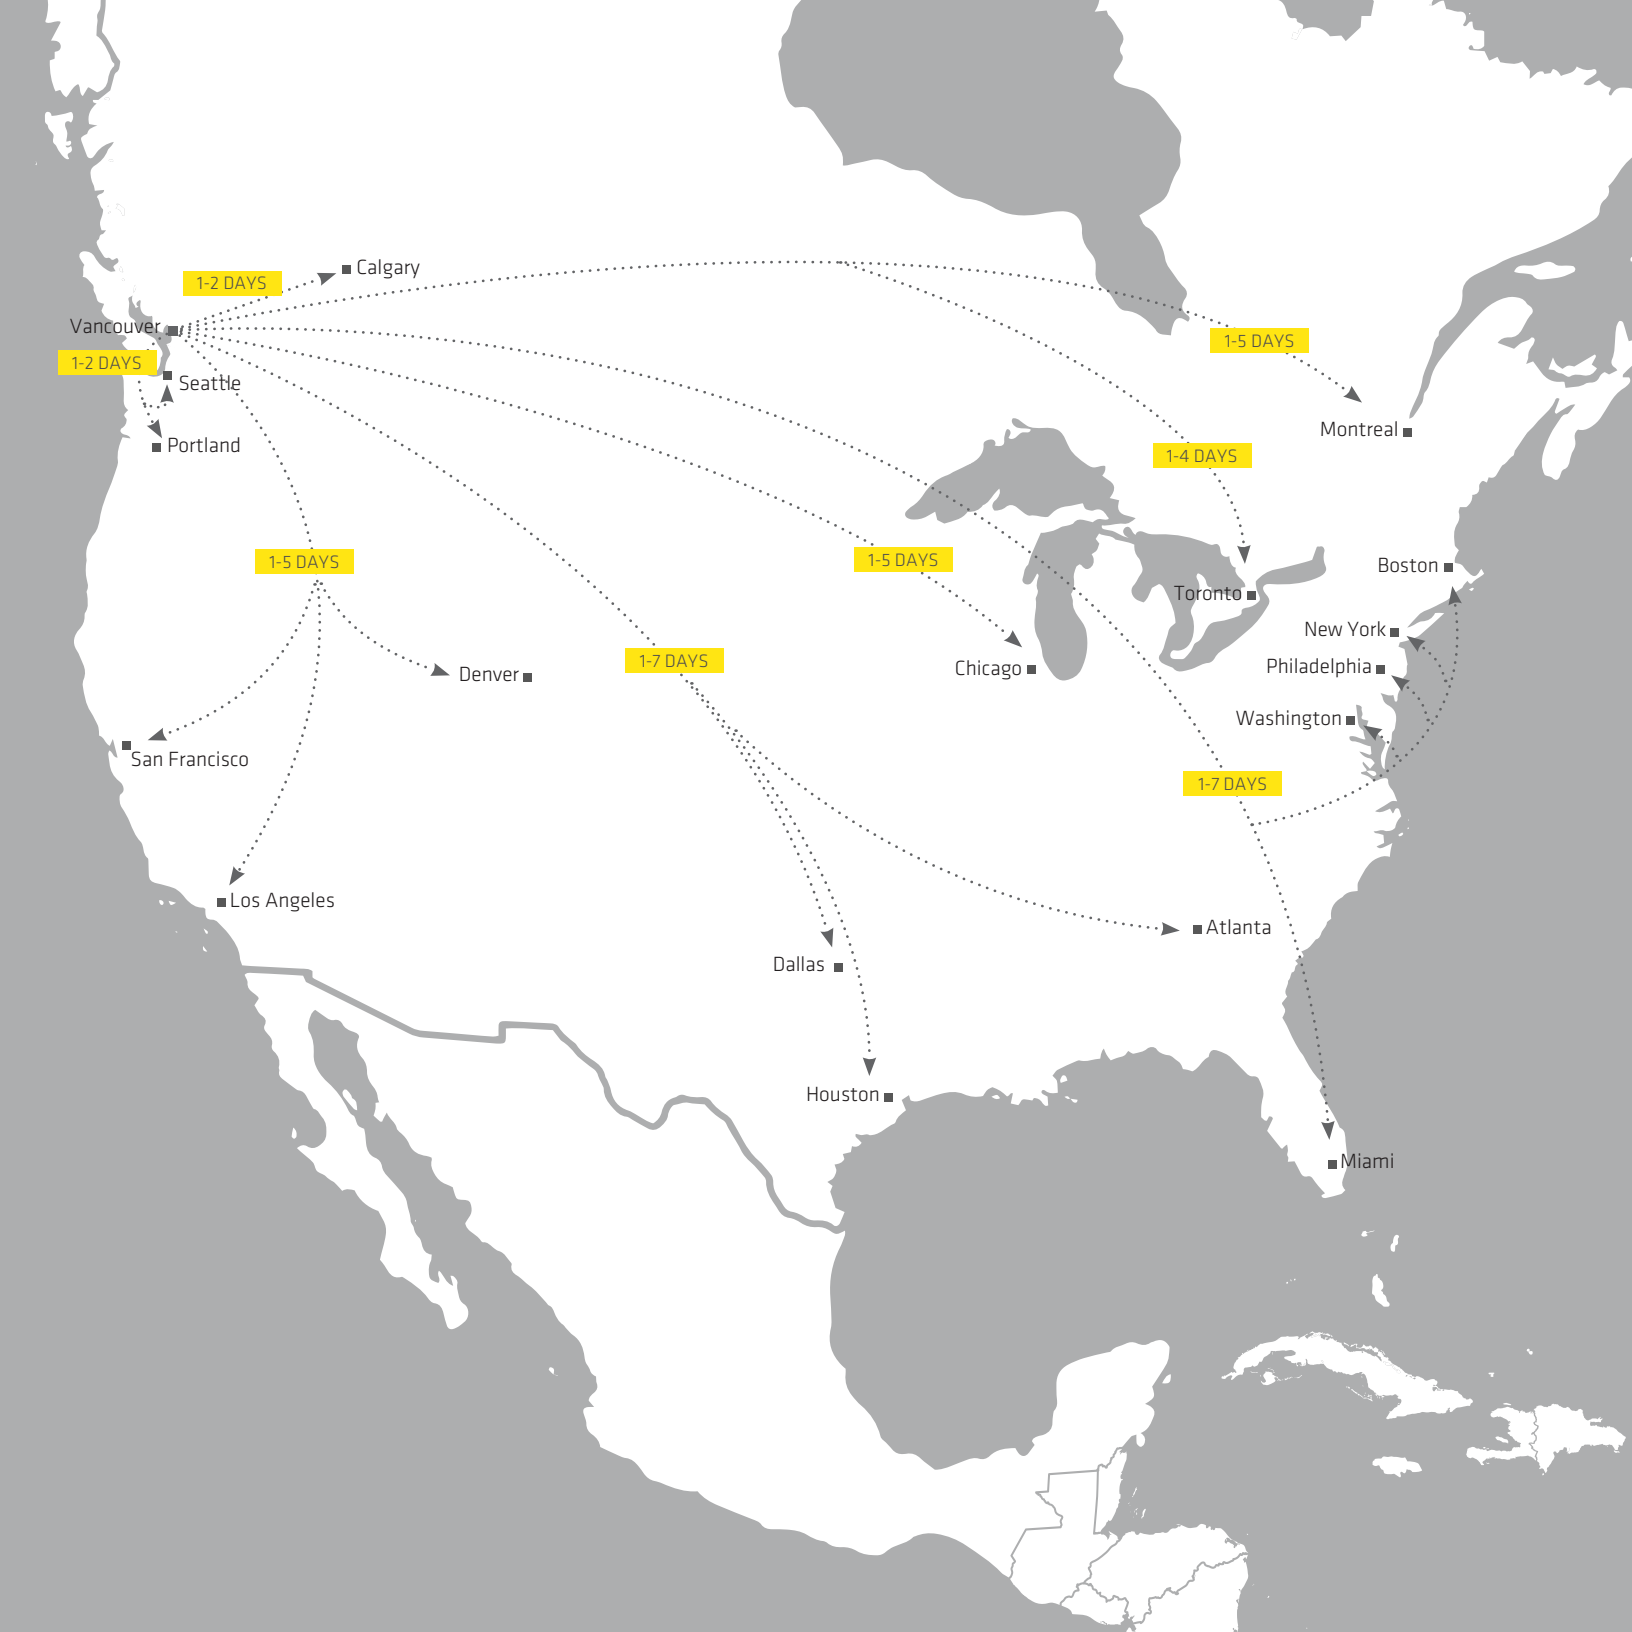 1-2 DAYS
Calgary
Vancouver
1-2 DAYS
Seattle
Portland
1-5 DAYS
Montreal
1-4 DAYS
1-5 DAYS
1-5 DAYS
Boston
Toronto
New York
Philadelphia
Chicago
1-7 DAYS
Denver
Washington
San Francisco
1-7 DAYS
Los Angeles
Atlanta
Dallas
Houston
Miami